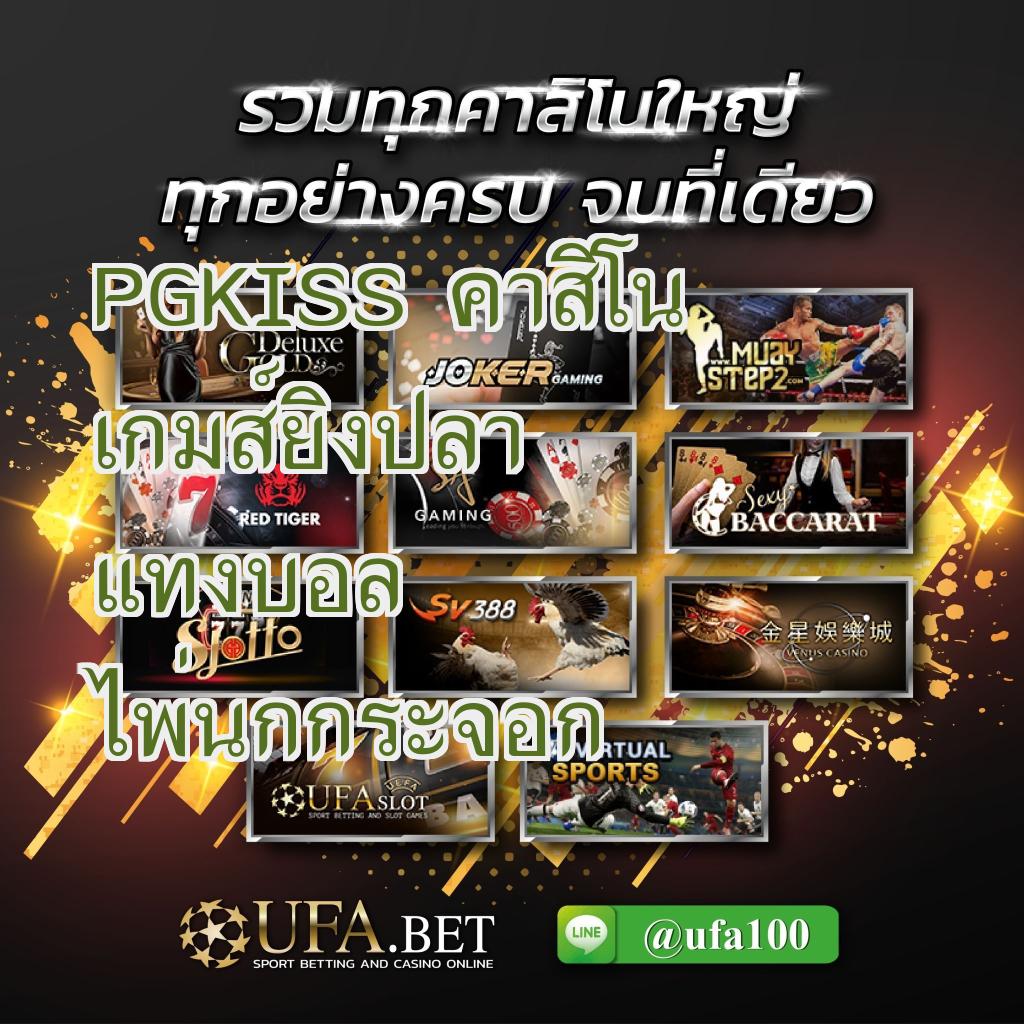 รวมทุกคาสิโนใหญ่
ทุกอย่างครบ จบที่เดียว
PGKISS คาสิโน
Deluxe
GOLD
JOKER GAMING
WWW.MUAY
STEP2.COM
เกมส์ยิงปลา
7
RED TIGER
GAMING
Sexy
BACCARAT
แทงบอล
Slotto
SV388
金星娛樂城
VENUS CASINO
ไพ่นกกระจอก
UFA SLOT
SPORT BETTING AND SLOT GAMES
VIRTUAL
SPORTS
UFA.BET
SPORT BETTING AND CASINO ONLINE
LINE
@ufa100